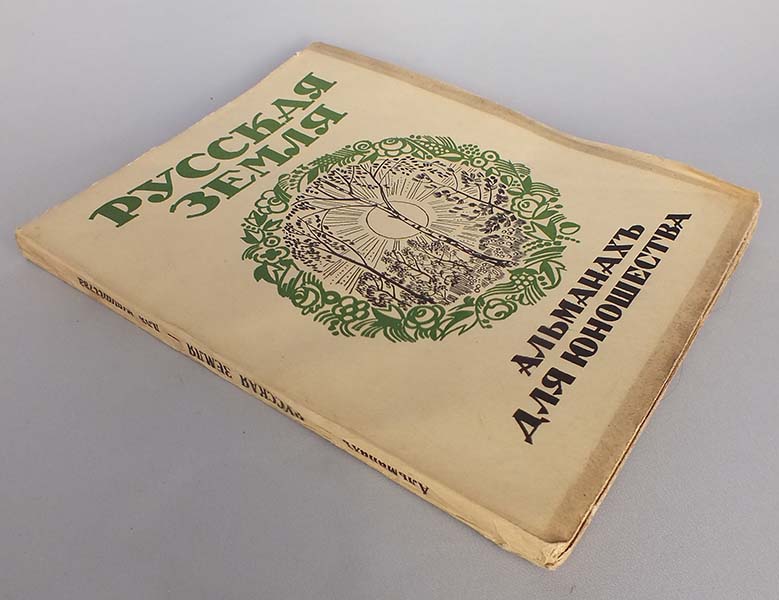 РУССКАЯ
ЗЕМЛЯ
АЛЬМАНАХЪ
ДЛЯ ЮНОШЕСТВА
Альманахъ РУССКАЯ ЗЕМЛЯ — для юношества